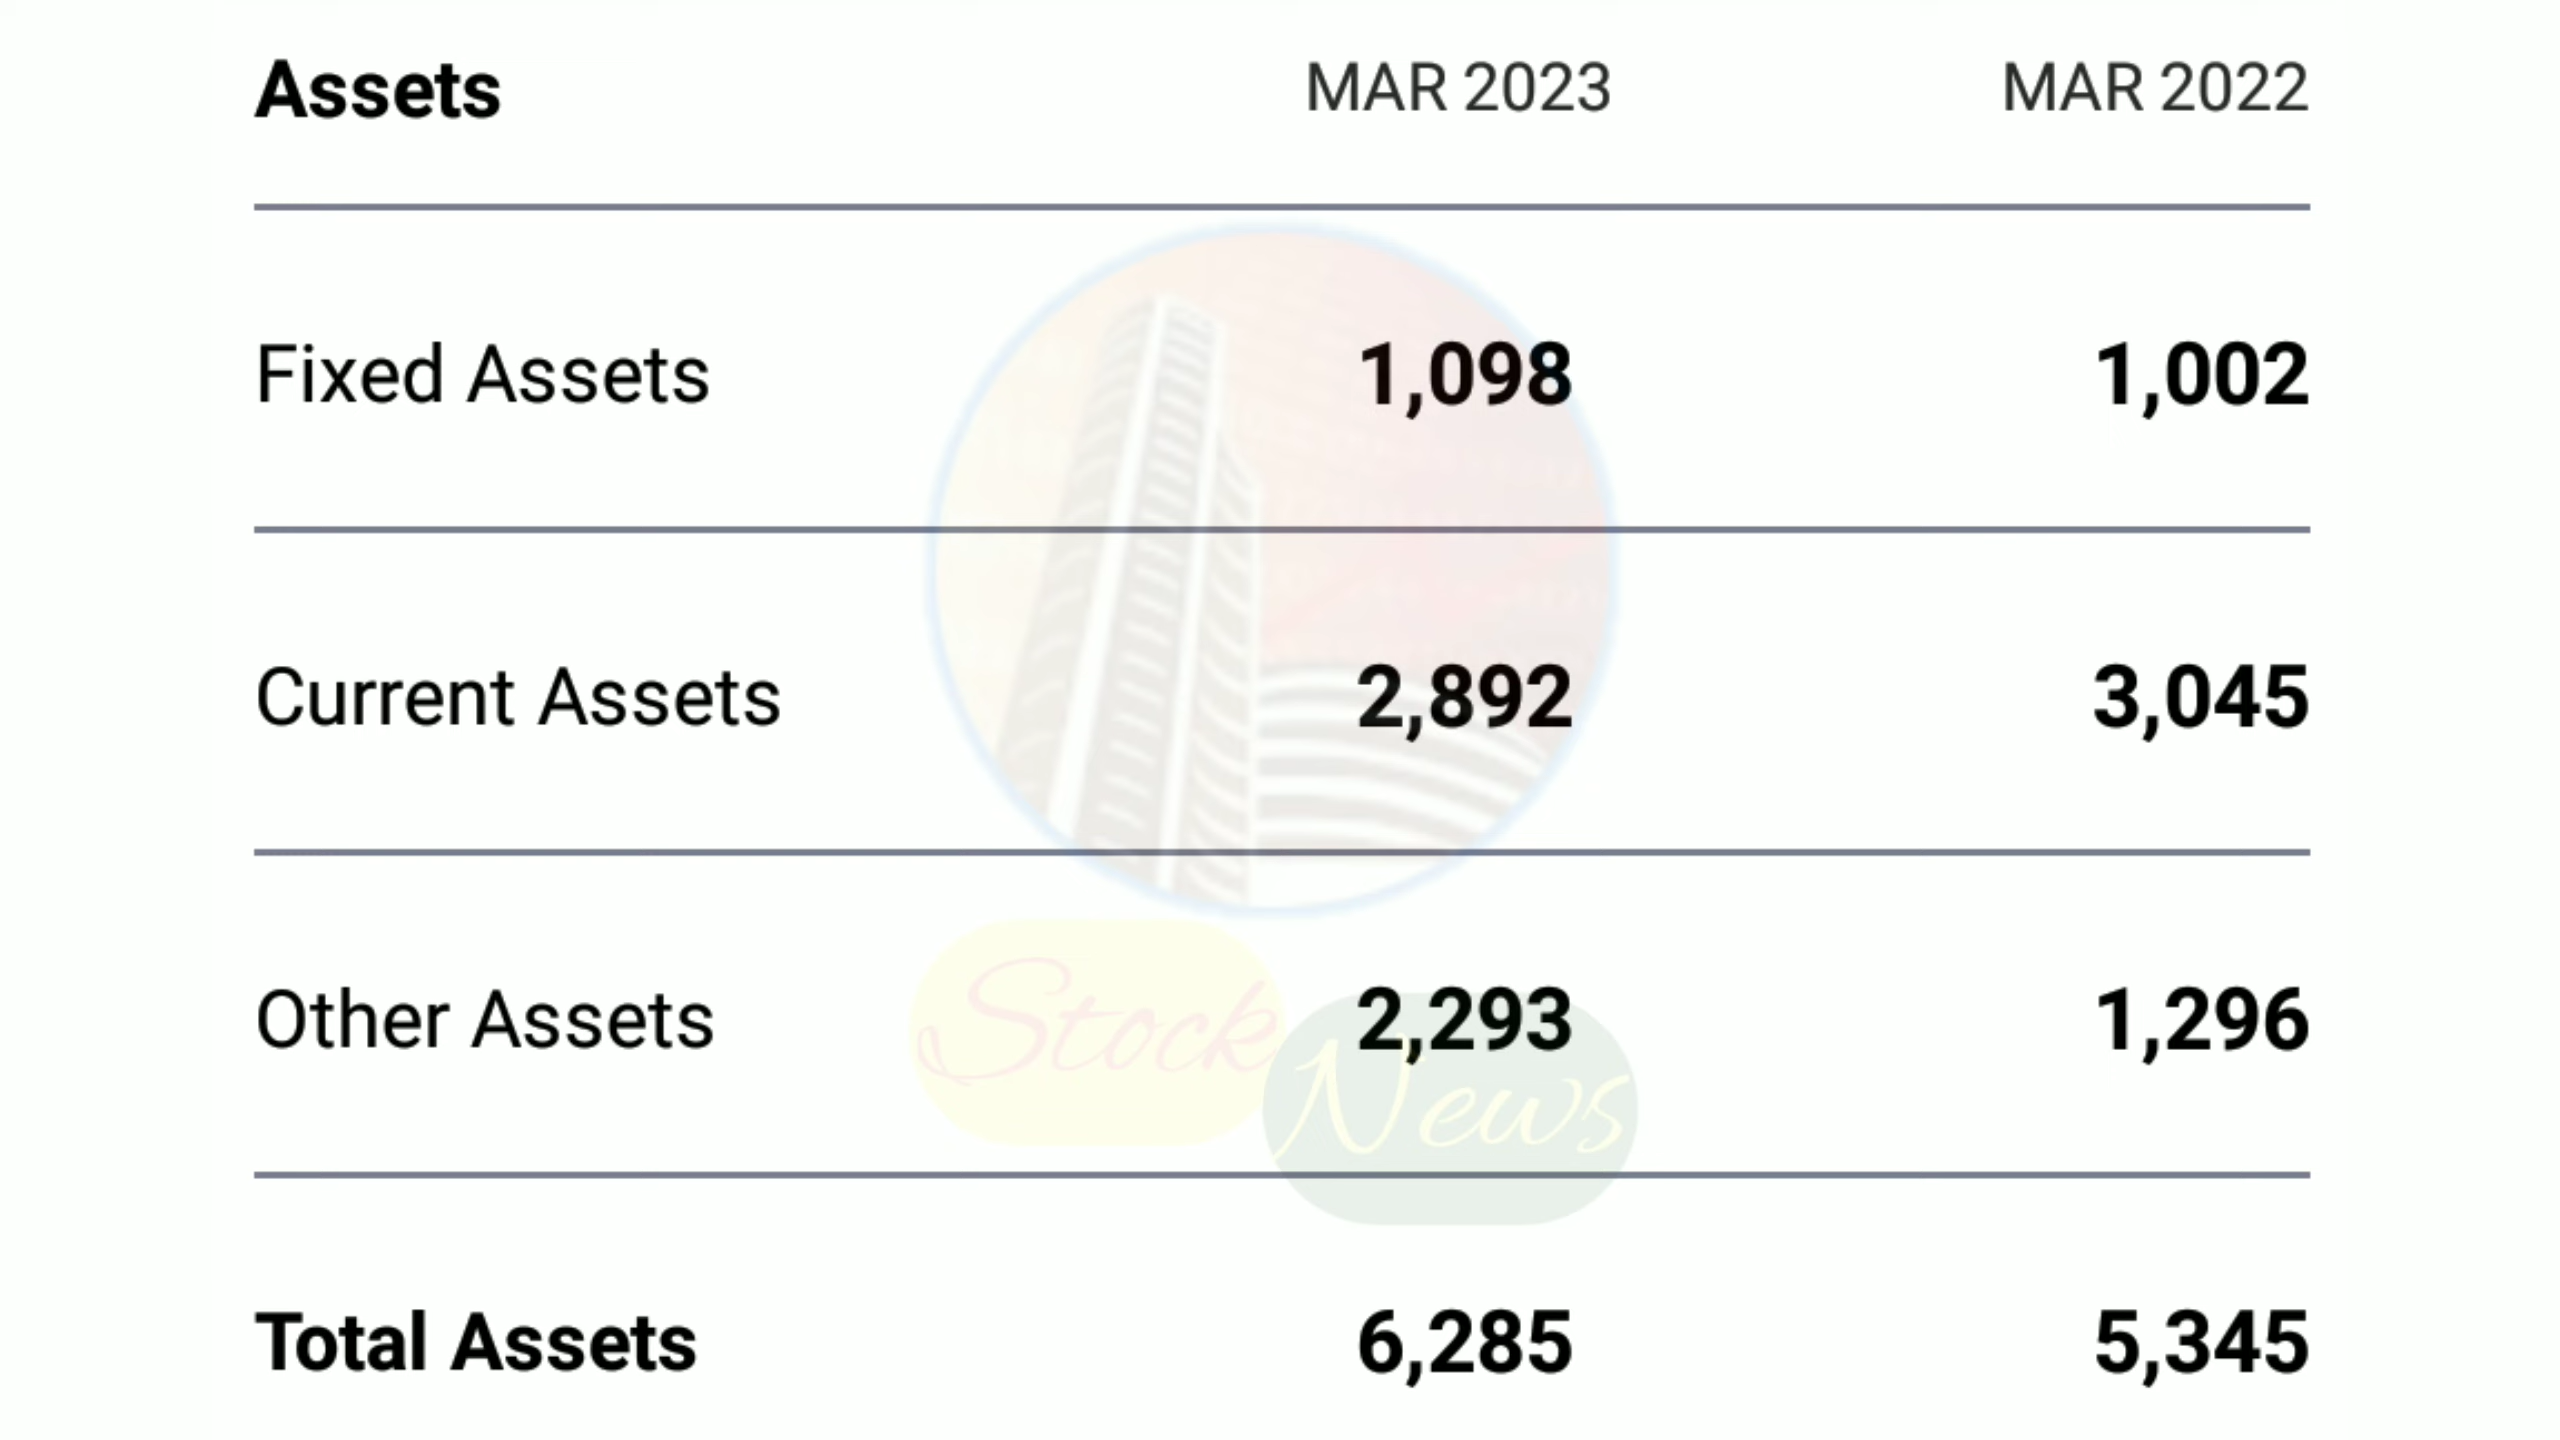 Assets MAR 2023 MAR 2022
Fixed Assets 1,098 1,002
Current Assets 2,892 3,045
Other Assets 2,293 1,296
Stock
News
Total Assets 6,285 5,345